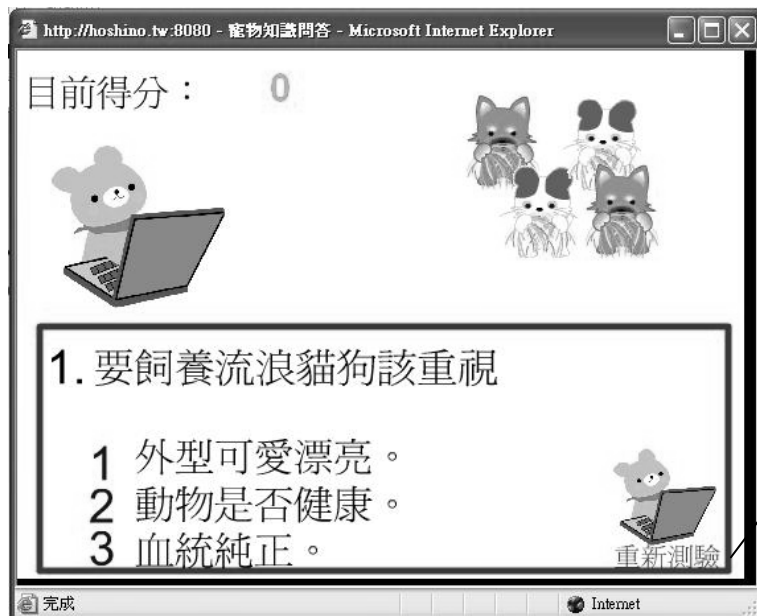 http://hoshino.tw:8080 - 寵物知識問答 - Microsoft Internet Explorer
目前得分： 0
1. 要飼養流浪貓狗該重視
1 外型可愛漂亮。
2 動物是否健康。
3 血統純正。
重新測驗
完成 Internet